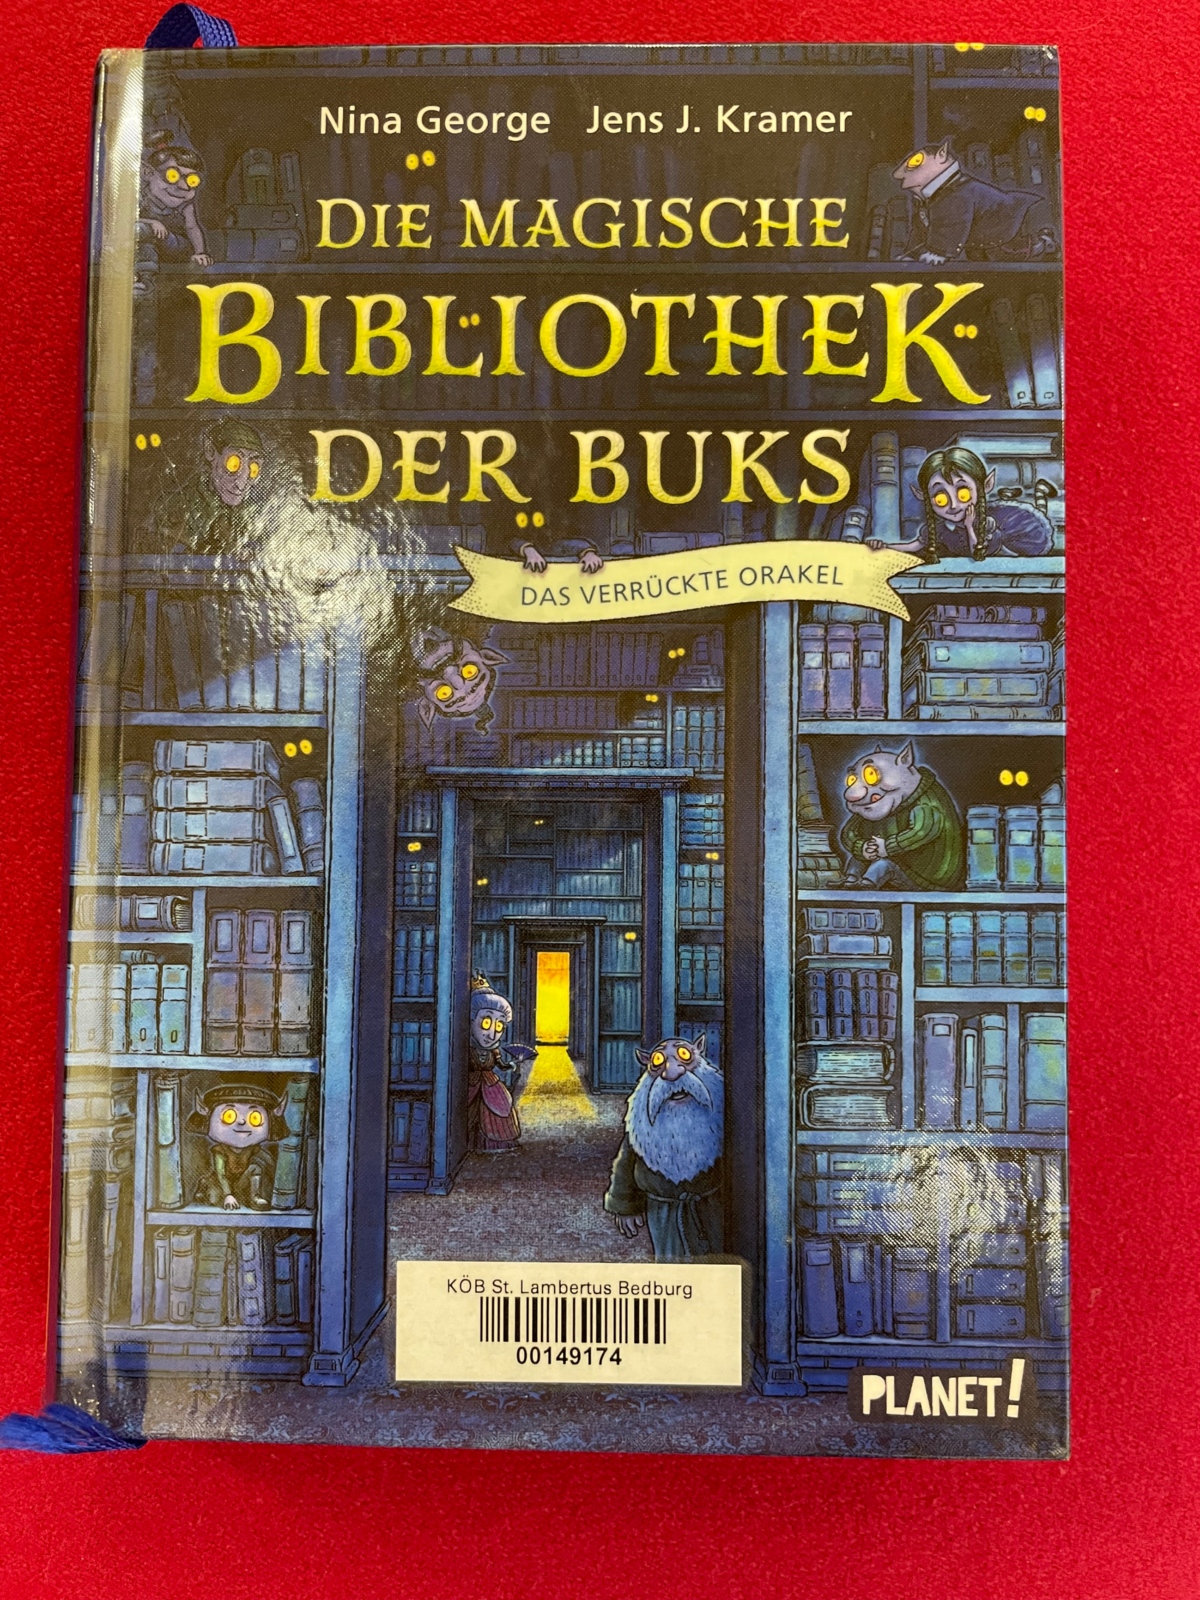 Nina George Jens J. Kramer
DIE MAGISCHE
BIBLIOTHEK
DER BUKS
DAS VERRÜCKTE ORAKEL
KÖB St. Lambertus Bedburg
00149174
PLANET!